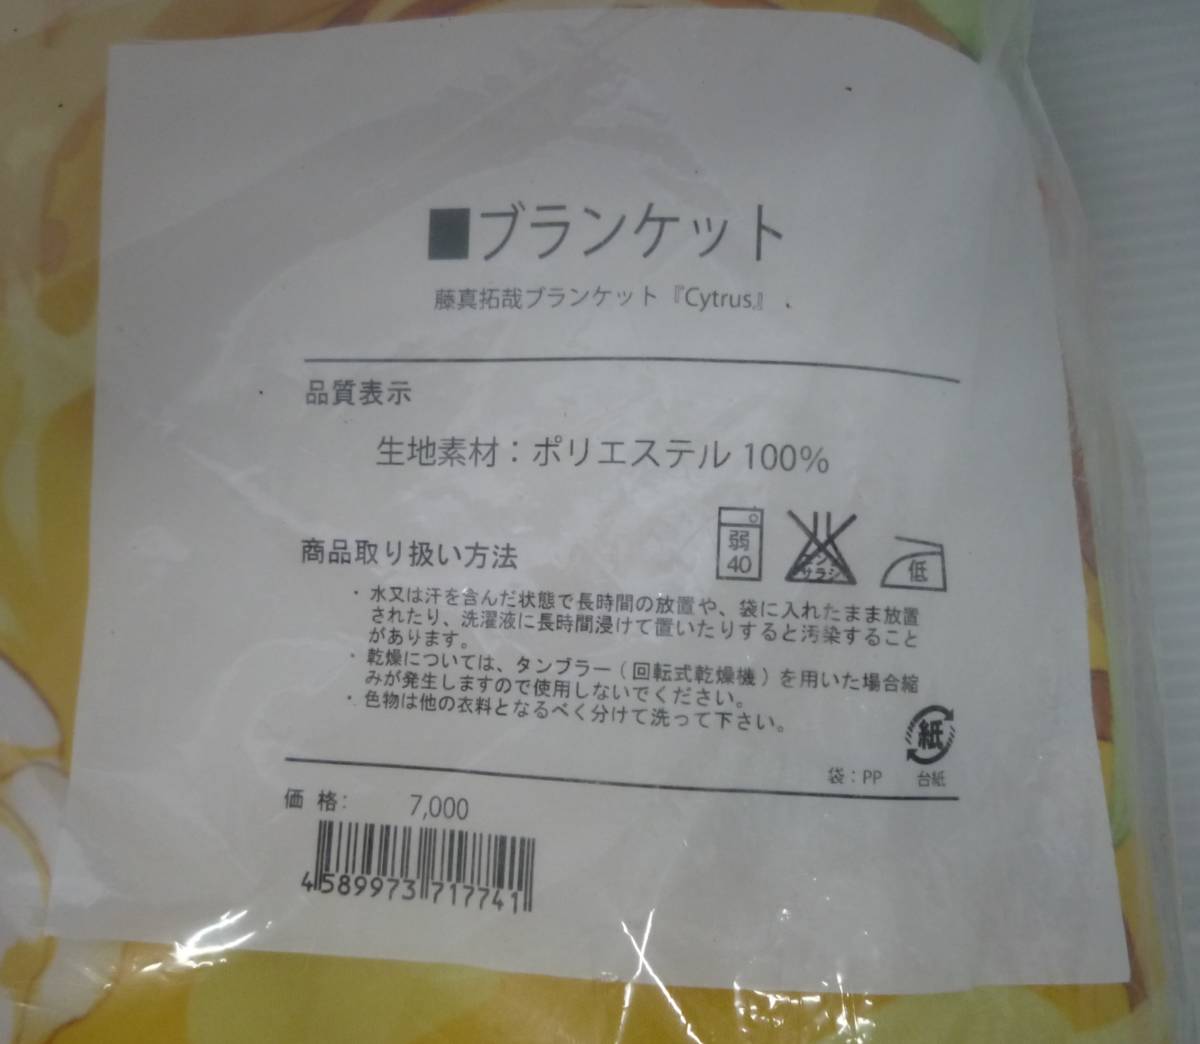 ■ブランケット
藤真拓哉ブランケット『Cytrus』.
品質表示
生地素材：ポリエステル 100%
弱
40
エンソ
サラシ
低
商品取り扱い方法
・水又は汗を含んだ状態で長時間の放置や、袋に入れたまま放置
されたり、洗濯液に長時間浸けて置いたりすると汚染すること
があります。
・乾燥については、タンブラー（回転式乾燥機）を用いた場合縮
みが発生しますので使用しないでください。
・色物は他の衣料となるべく分けて洗って下さい。
紙
袋：PP 台紙
価 格： 7,000
4589973717741